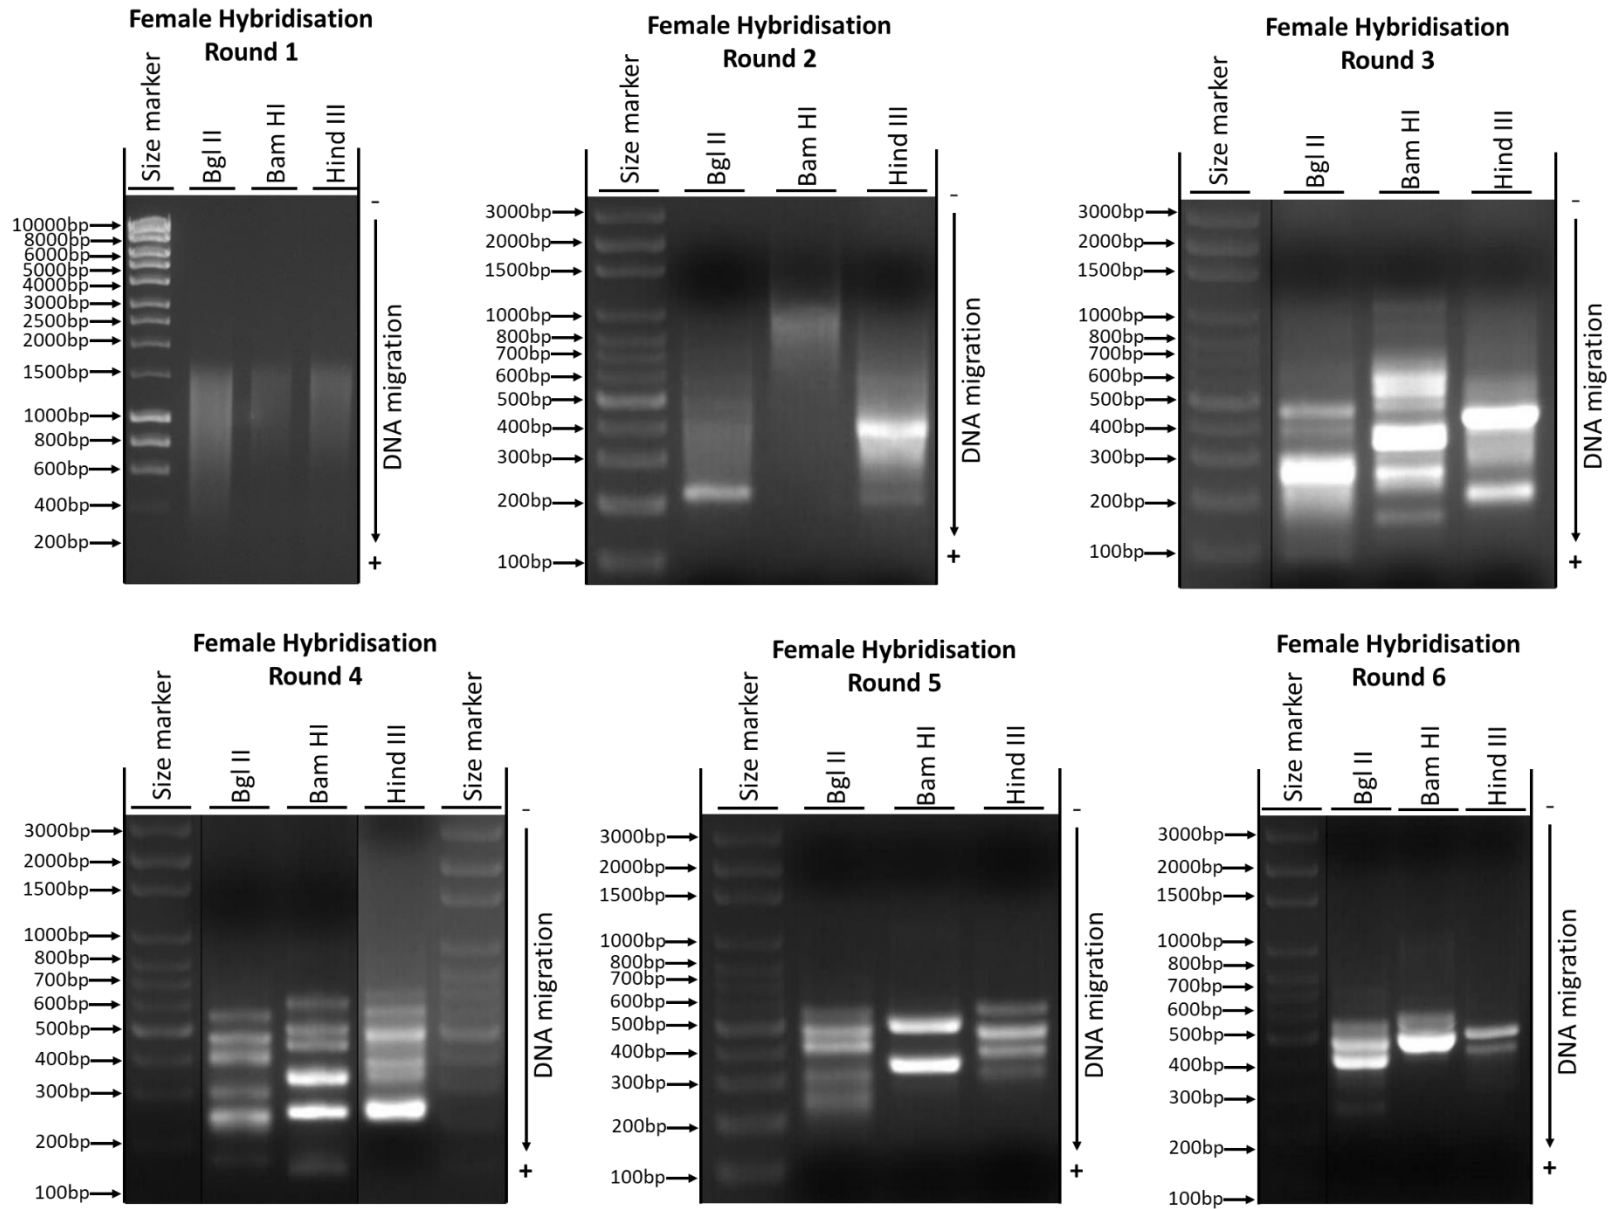 Female Hybridisation
Round 1
Size marker
Bgl II
Bam HI
Hind III
-
10000bp
8000bp
6000bp
5000bp
4000bp
3000bp
2500bp
2000bp
1500bp
1000bp
800bp
600bp
400bp
200bp
DNA migration
+
Female Hybridisation
Round 2
Size marker
Bgl II
Bam HI
Hind III
-
3000bp
2000bp
1500bp
1000bp
800bp
700bp
600bp
500bp
400bp
300bp
200bp
100bp
DNA migration
+
Female Hybridisation
Round 3
Size marker
Bgl II
Bam HI
Hind III
-
3000bp
2000bp
1500bp
1000bp
800bp
700bp
600bp
500bp
400bp
300bp
200bp
100bp
DNA migration
+
Female Hybridisation
Round 4
Size marker
Bgl II
Bam HI
Hind III
Size marker
-
3000bp
2000bp
1500bp
1000bp
800bp
700bp
600bp
500bp
400bp
300bp
200bp
100bp
DNA migration
+
Female Hybridisation
Round 5
Size marker
Bgl II
Bam HI
Hind III
-
3000bp
2000bp
1500bp
1000bp
800bp
700bp
600bp
500bp
400bp
300bp
200bp
100bp
DNA migration
+
Female Hybridisation
Round 6
Size marker
Bgl II
Bam HI
Hind III
-
3000bp
2000bp
1500bp
1000bp
800bp
700bp
600bp
500bp
400bp
300bp
200bp
100bp
DNA migration
+